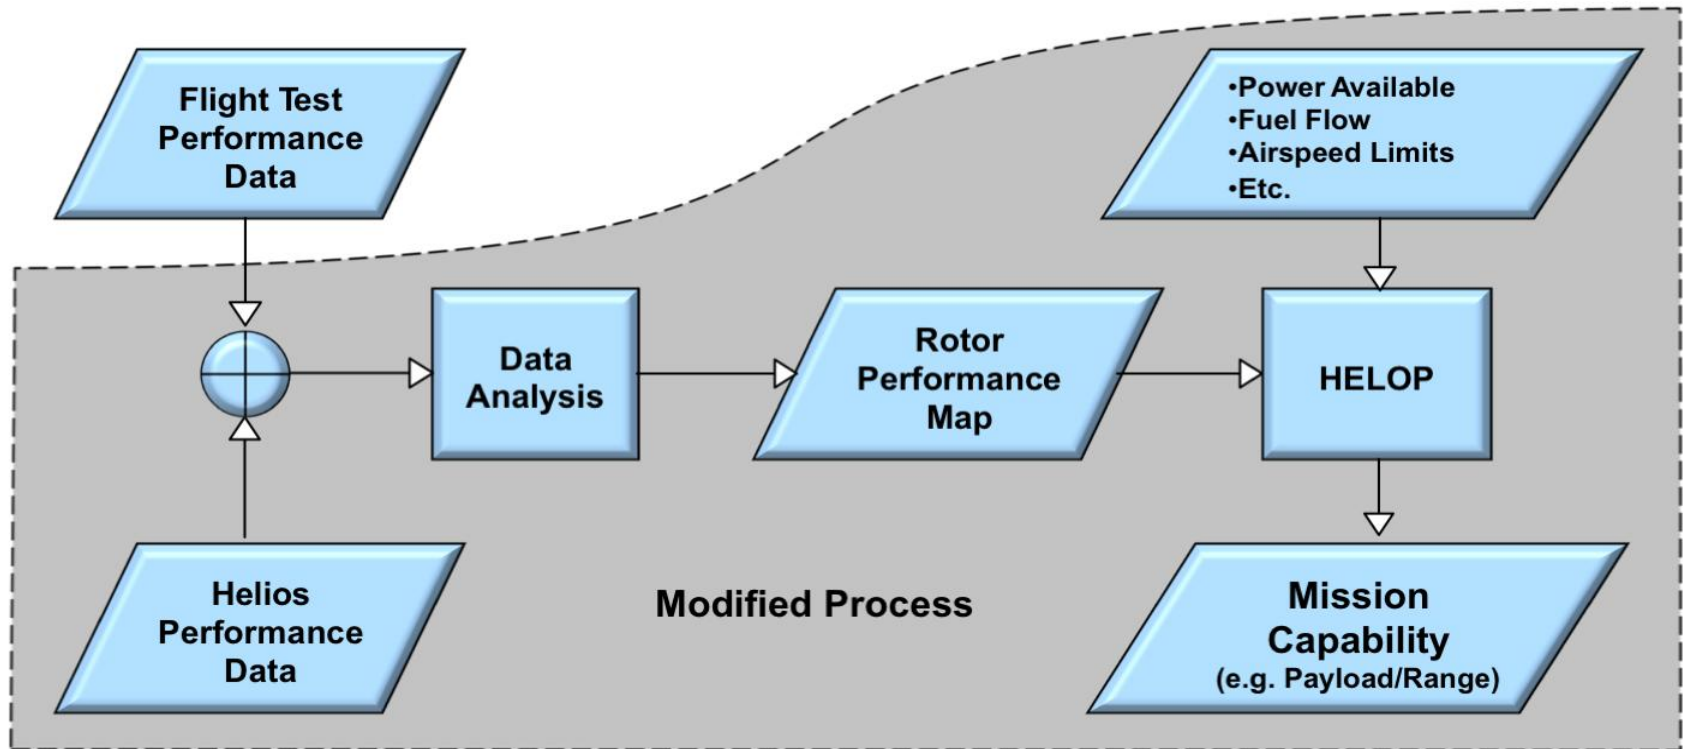 Flight Test
Performance
Data
•Power Available
•Fuel Flow
•Airspeed Limits
•Etc.
Data
Analysis
Rotor
Performance
Map
HELOP
Helios
Performance
Data
Modified Process
Mission
Capability
(e.g. Payload/Range)